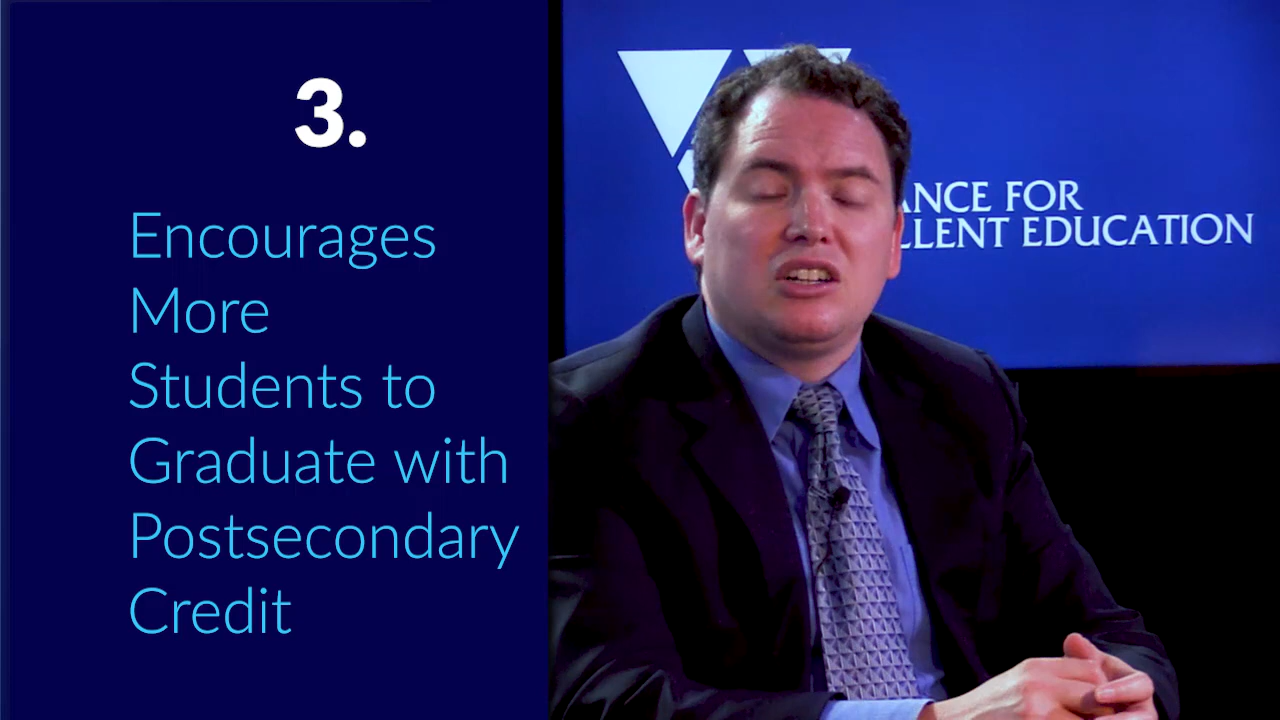 3.
Encourages
More
Students to
Graduate with
Postsecondary
Credit
ANCE FOR
LLENT EDUCATION